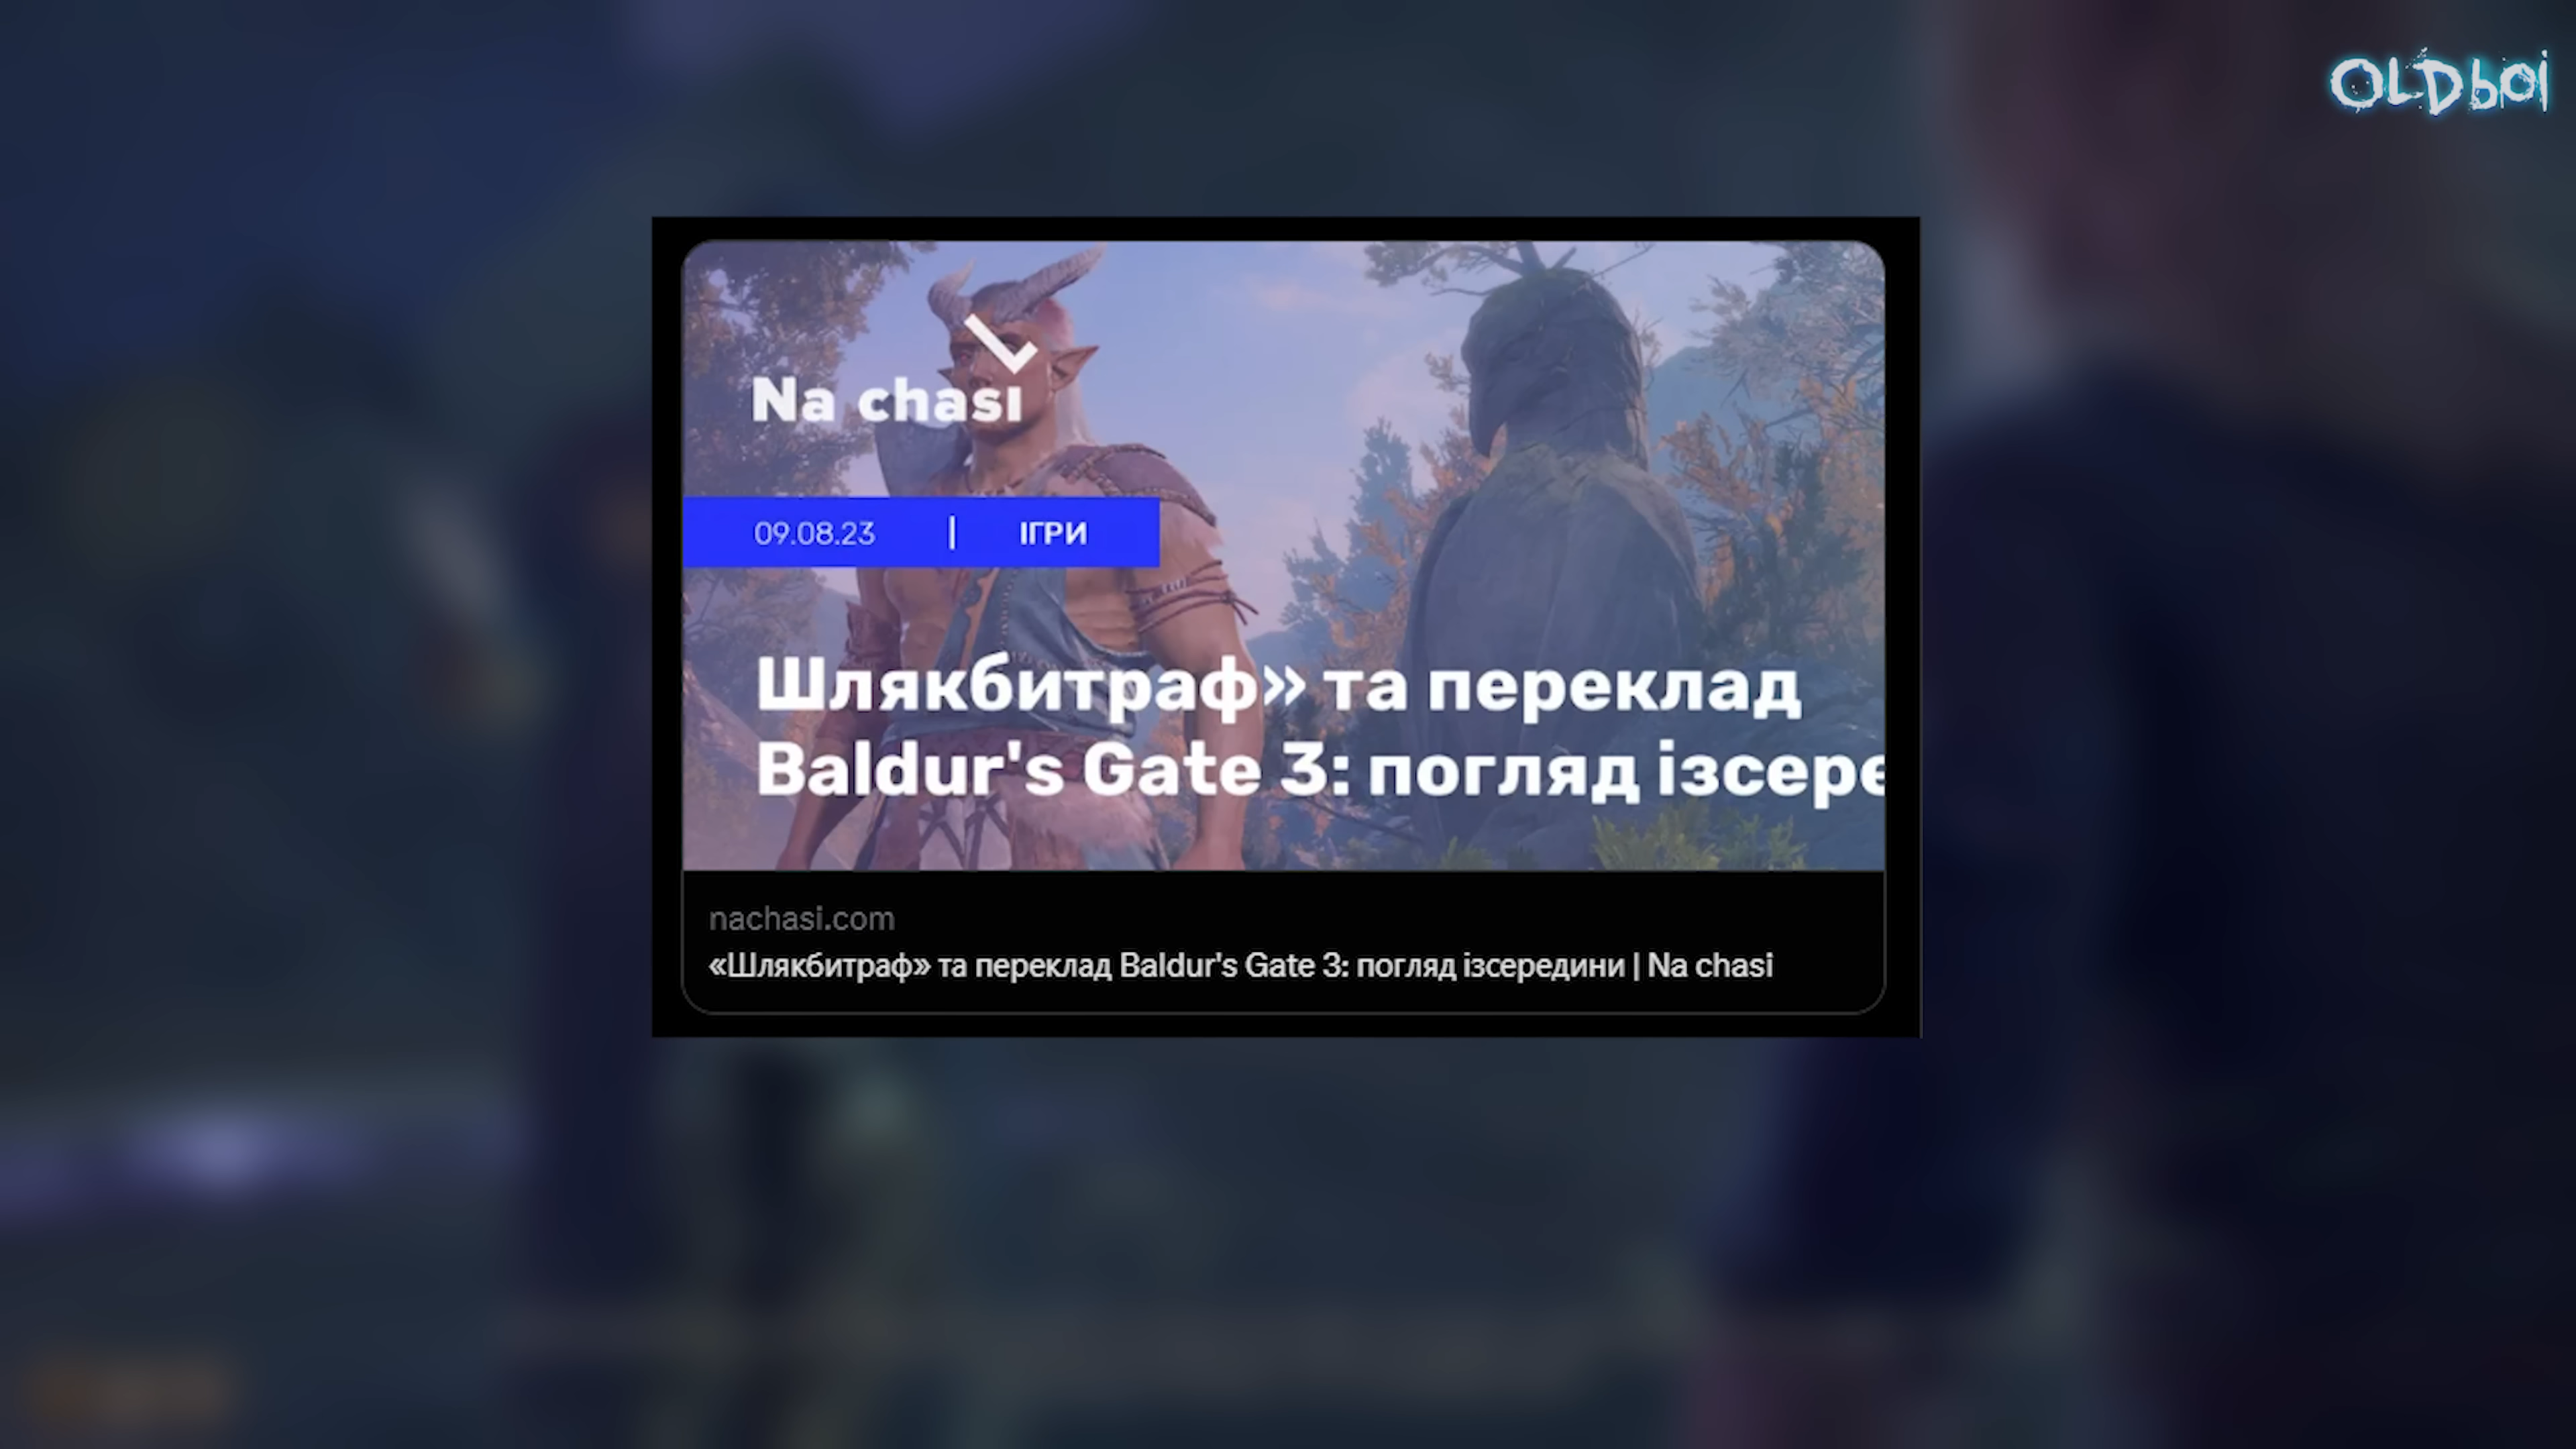 OLDboi
Na chasi
09.08.23 | ІГРИ
Шлякбитраф» та переклад
Baldur's Gate 3: погляд ізсере
nachasi.com
«Шлякбитраф» та переклад Baldur's Gate 3: погляд ізсередини | Na chasi